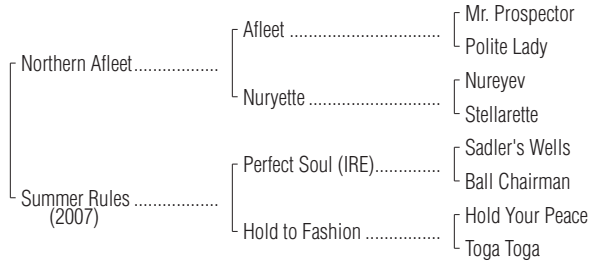 Mr. Prospector
Afleet ................................
Polite Lady
Northern Afleet..................
Nureyev
Nuryette ............................
Stellarette
Sadler's Wells
Perfect Soul (IRE)..............
Ball Chairman
Summer Rules ..................
(2007)
Hold Your Peace
Hold to Fashion ................
Toga Toga